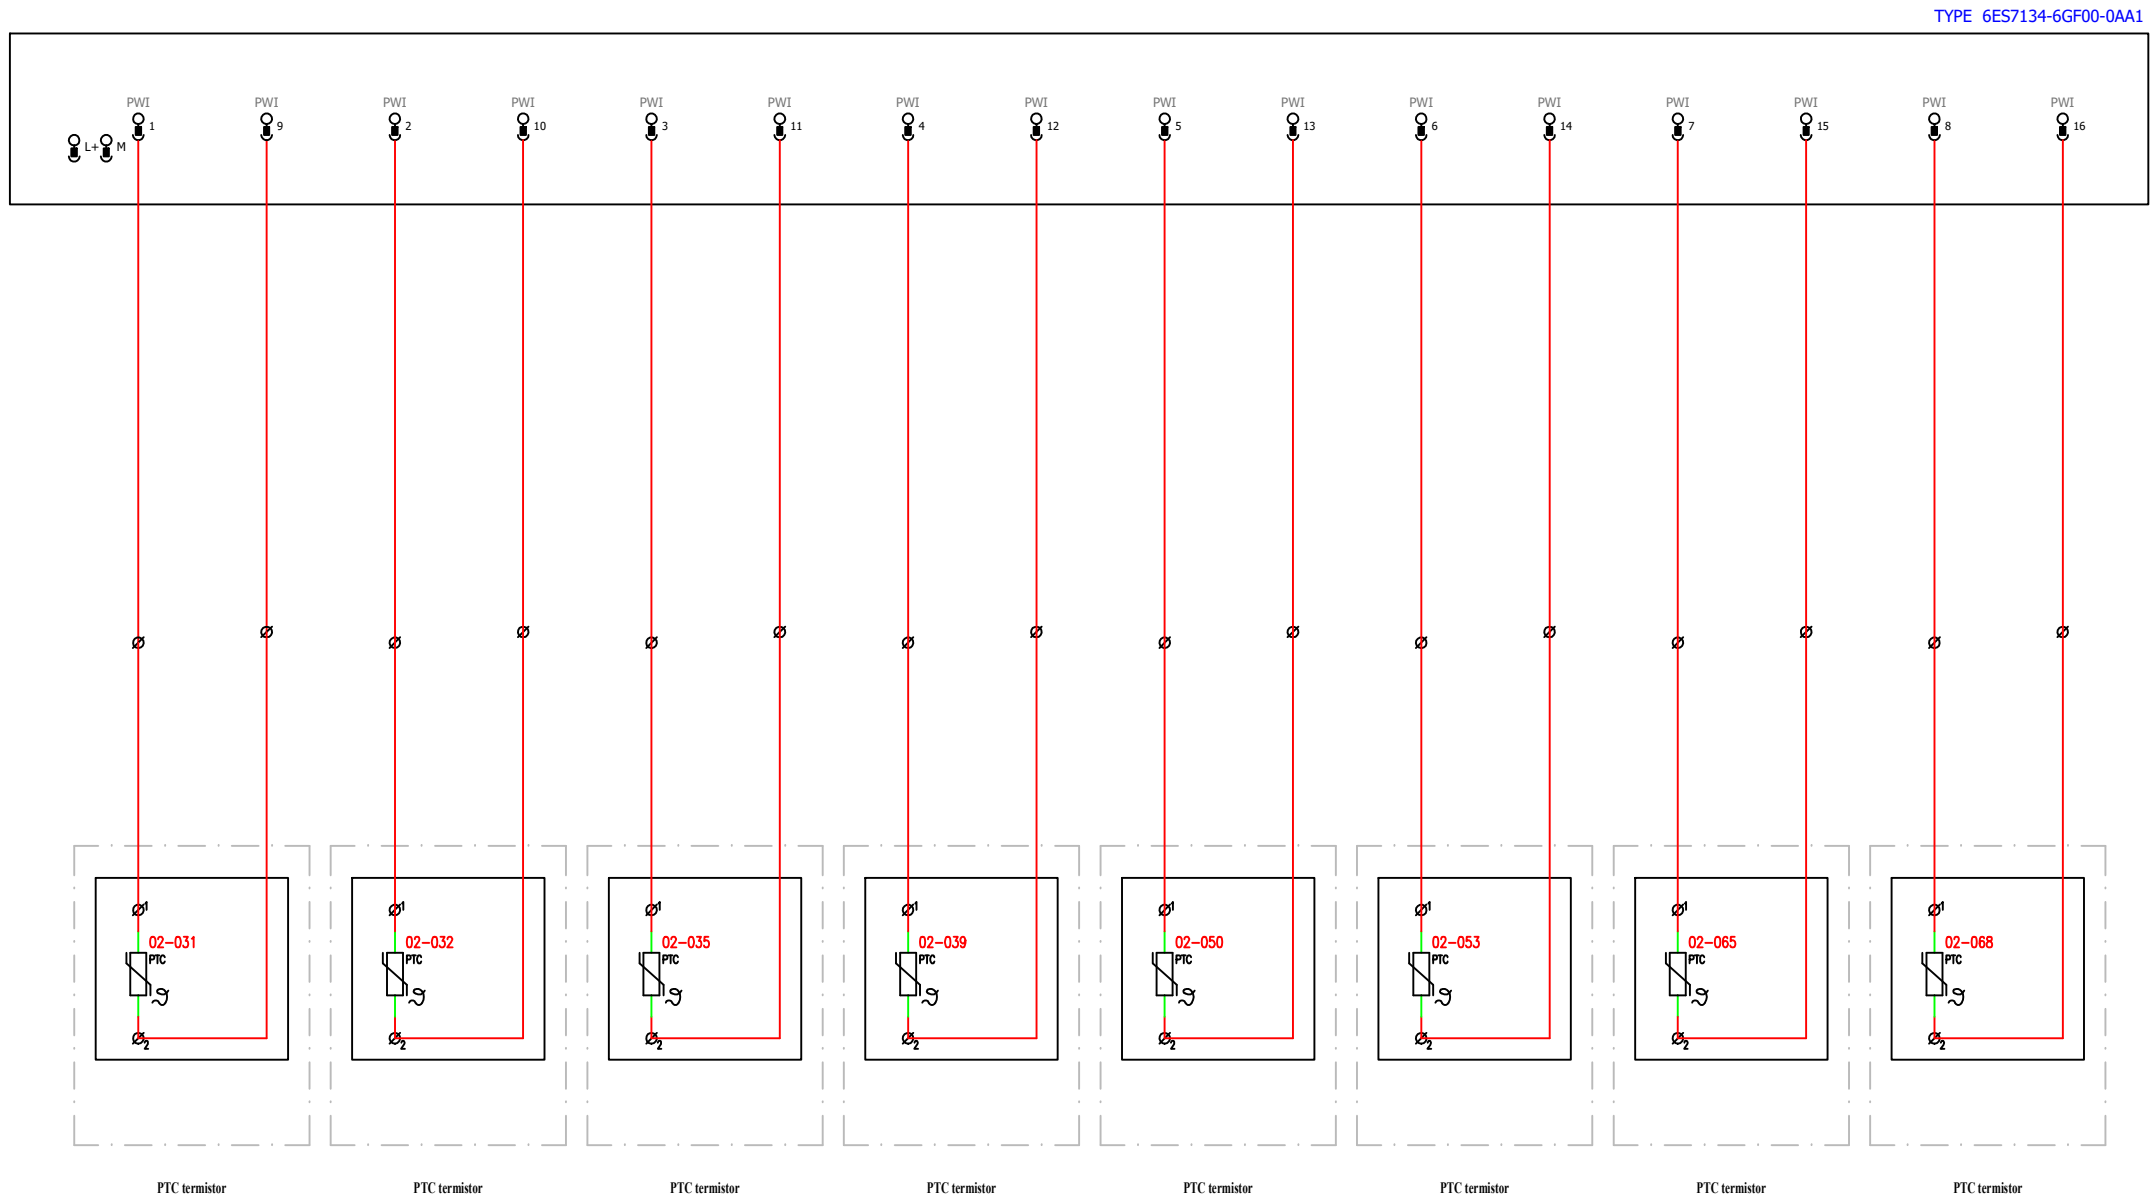 TYPE 6ES7134-6GF00-0AA1
PWI PWI PWI PWI PWI PWI PWI PWI PWI PWI PWI PWI PWI PWI PWI PWI
1 9 2 10 3 11 4 12 5 13 6 14 7 15 8 16
L+ M
1 1 1 1 1 1 1 1
02-031 02-032 02-035 02-039 02-050 02-053 02-065 02-068
PTC PTC PTC PTC PTC PTC PTC PTC
ϑ ϑ ϑ ϑ ϑ ϑ ϑ ϑ
2 2 2 2 2 2 2 2
PTC termistor PTC termistor PTC termistor PTC termistor PTC termistor PTC termistor PTC termistor PTC termistor